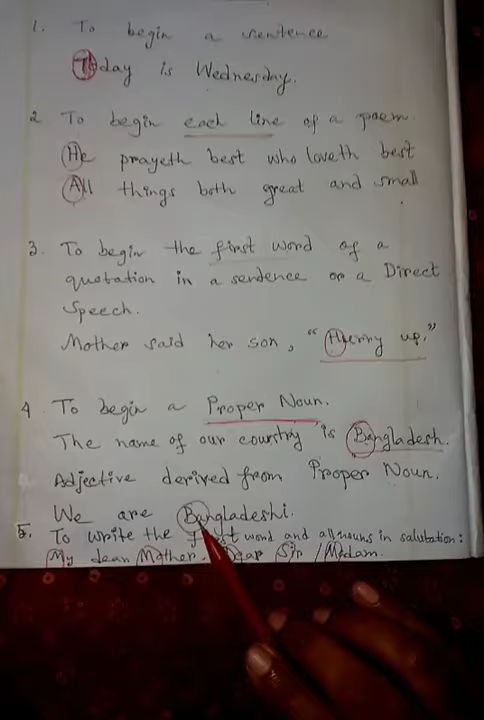 1. To begin a sentence
Today is Wednesday.
2 To begin each line of a poem.
He prayeth best who loveth best
All things both great and small
3. To begin the first word of a
quotation in a sentence or a Direct
Speech.
Mother said her son, "Hurry up."
4. To begin a Proper Noun.
The name of our country is Bangladesh.
Adjective derived from Proper Noun.
We are Bangladeshi.
5. To write the first word and all nouns in salutation:
My dear Mother. Dear Sir / Madam.